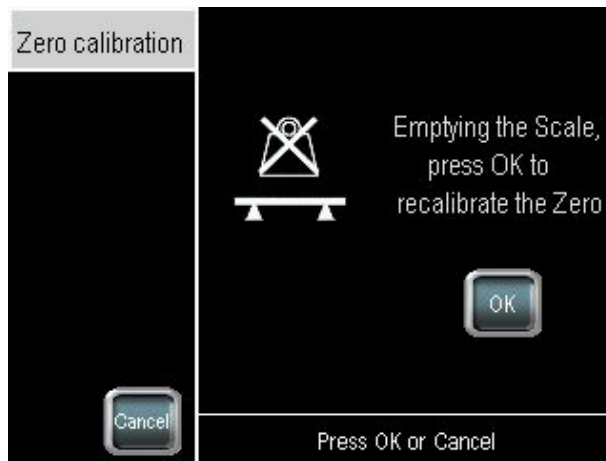 Zero calibration
Emptying the Scale,
press OK to
recalibrate the Zero
OK
Cancel
Press OK or Cancel